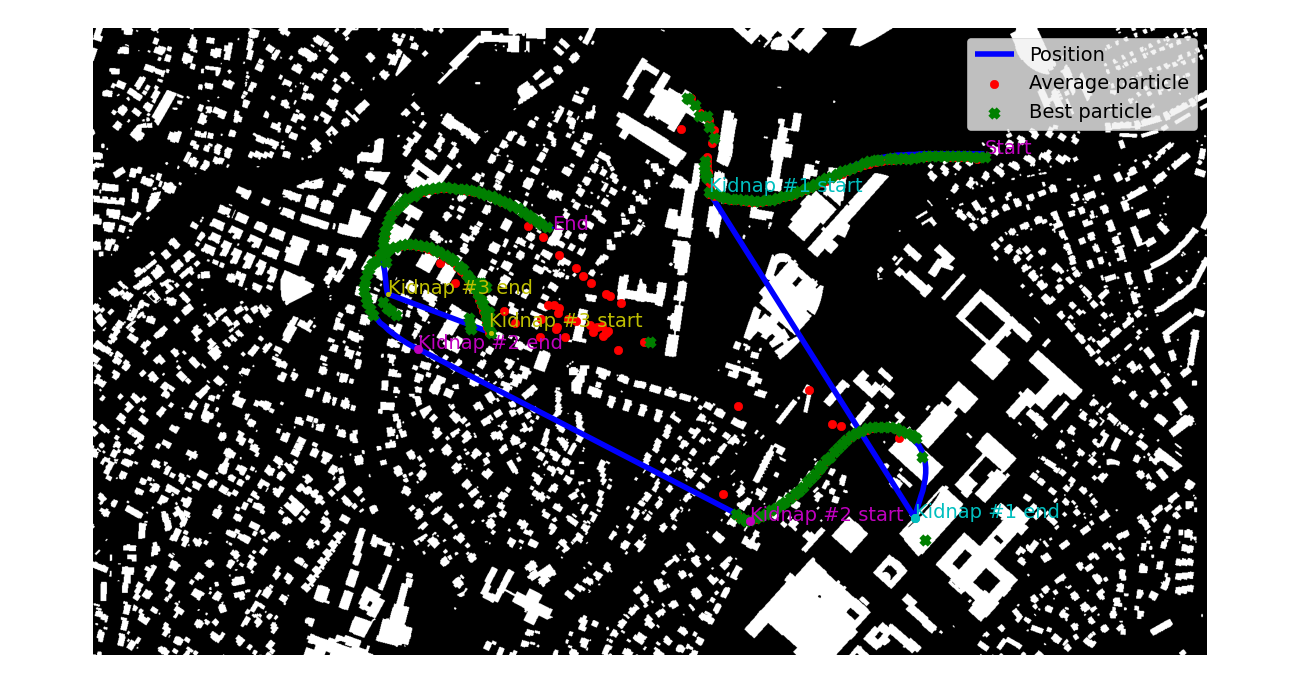 Position
Average particle
Best particle
Start
Kidnap #1 start
End
Kidnap #3 end
Kidnap #3 start
Kidnap #2 end
Kidnap #2 start
Kidnap #1 end